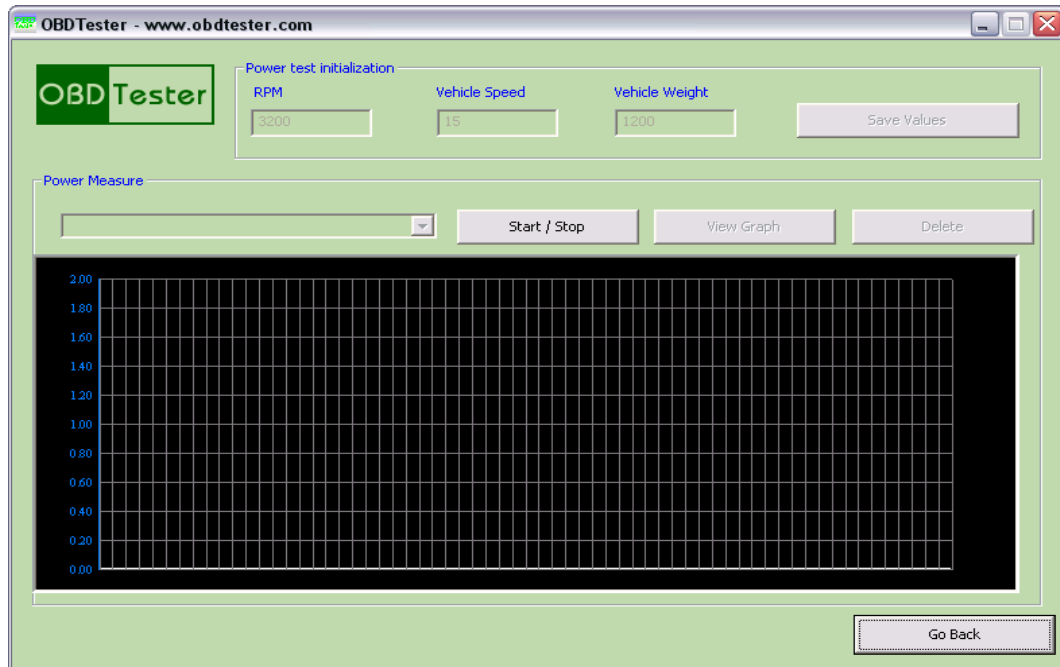 OBDTester - www.obdtester.com
OBD Tester
Power test initialization
RPM Vehicle Speed Vehicle Weight
3200 15 1200 Save Values
Power Measure
Start / Stop View Graph Delete
2.00
1.80
1.60
1.40
1.20
1.00
0.80
0.60
0.40
0.20
0.00
Go Back